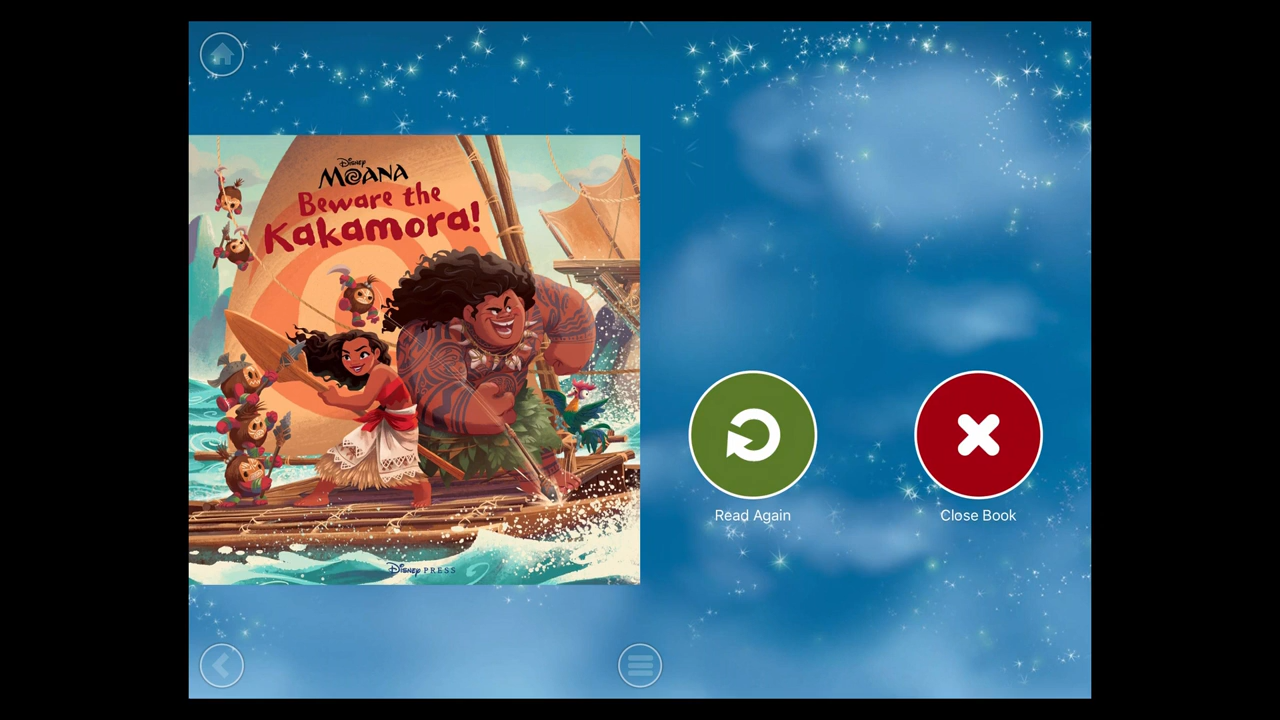 Disney
MOANA
Beware the
Kakamora!
Disney PRESS
Read Again
Close Book